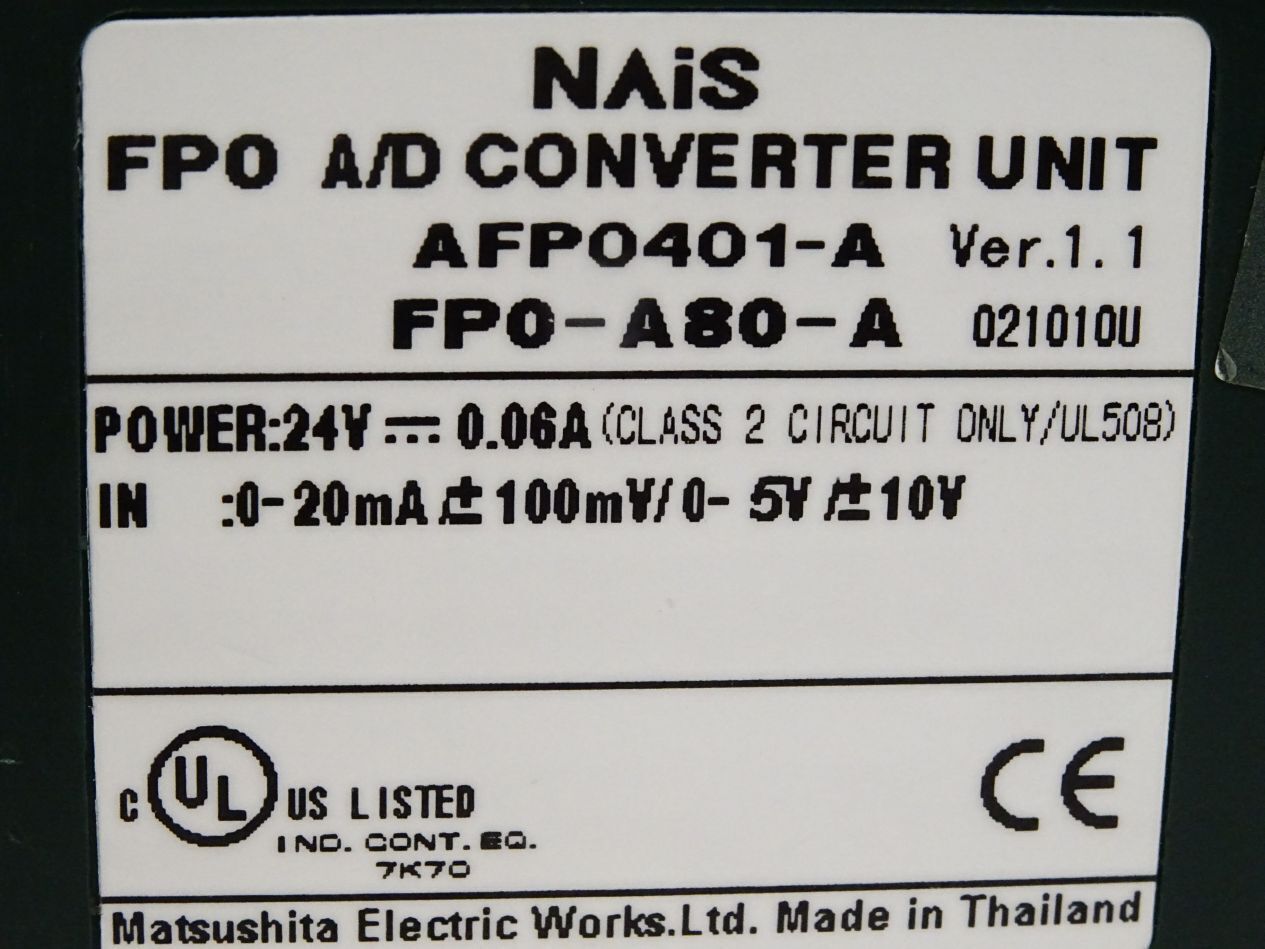 NAiS
FP0 A/D CONVERTER UNIT
AFP0401-A Ver.1.1
FP0-A80-A 021010U
POWER:24V ⎓ 0.06A (CLASS 2 CIRCUIT ONLY/UL508)
IN :0-20mA/±100mV/0-5V/±10V
c UL US LISTED
IND. CONT. EQ.
7K70
CE
Matsushita Electric Works.Ltd. Made in Thailand